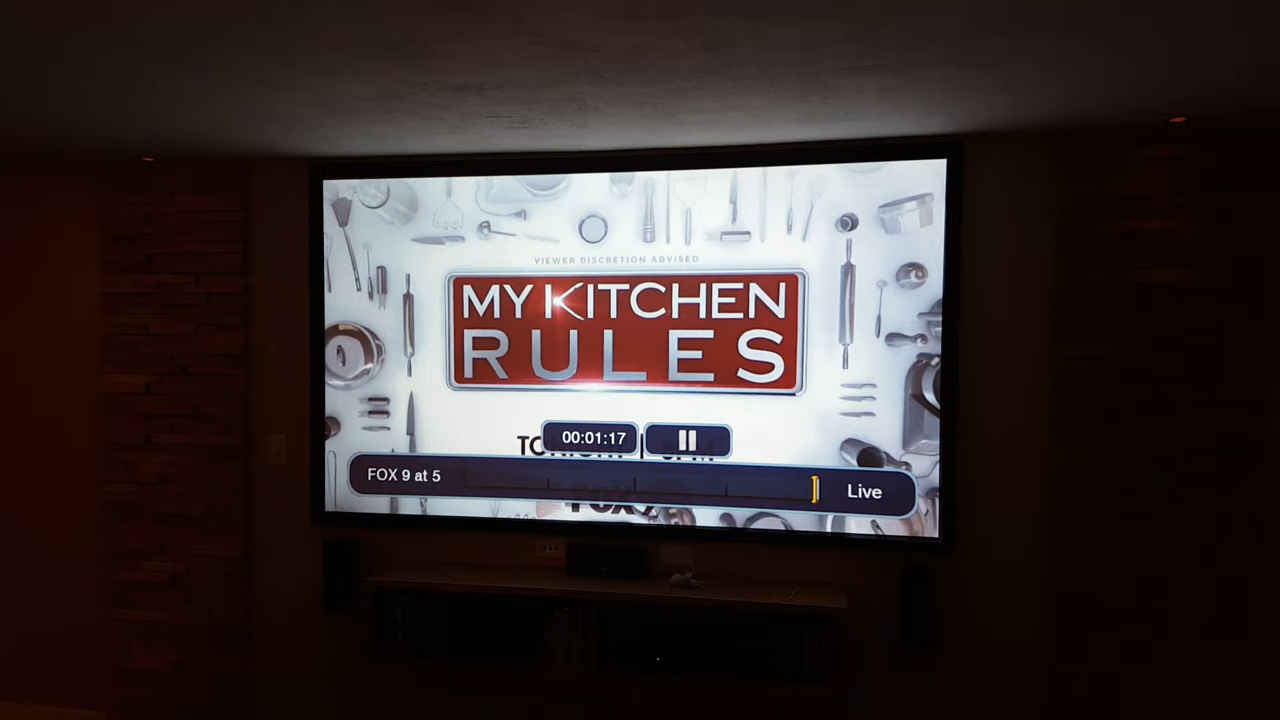 VIEWER DISCRETION ADVISED
MY KITCHEN
RULES
00:01:17
FOX 9 at 5
Live